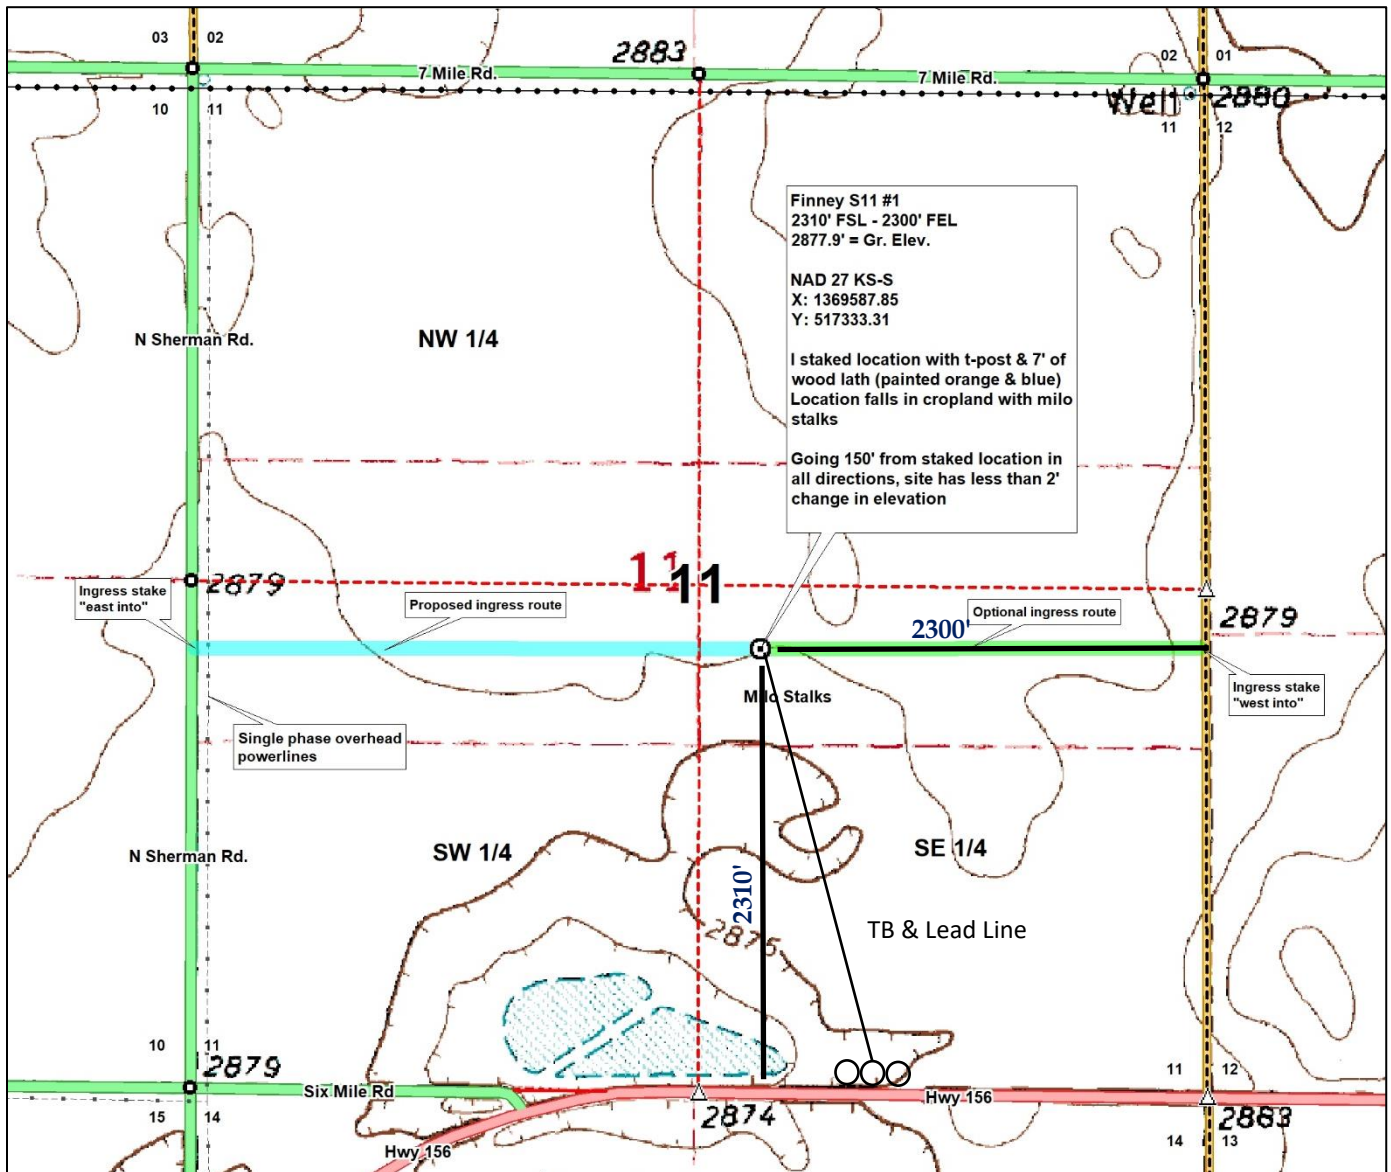 03
02
2883
02
01
7 Mile Rd.
7 Mile Rd.
10
11
Well
2880
11
12
Finney S11 #1
2310' FSL - 2300' FEL
2877.9' = Gr. Elev.
NAD 27 KS-S
X: 1369587.85
Y: 517333.31
I staked location with t-post & 7' of
wood lath (painted orange & blue)
Location falls in cropland with milo
stalks
Going 150' from staked location in
all directions, site has less than 2'
change in elevation
N Sherman Rd.
NW 1/4
11
11
2879
Ingress stake
"east into"
Proposed ingress route
Optional ingress route
2300'
2879
Milo Stalks
Ingress stake
"west into"
Single phase overhead
powerlines
N Sherman Rd.
SW 1/4
SE 1/4
2310'
2875
TB & Lead Line
10
11
2879
11
12
Six Mile Rd
Hwy 156
15
14
2874
2883
Hwy 156
14
13